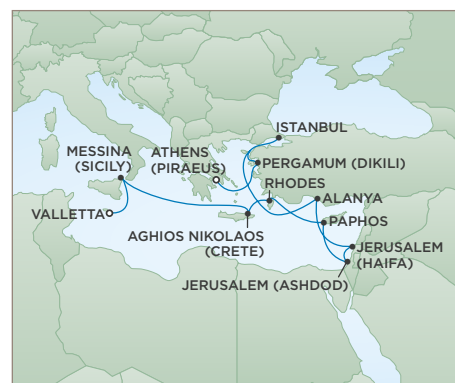 ISTANBUL
MESSINA
(SICILY)
ATHENS
(PIRAEUS)
PERGAMUM (DIKILI)
RHODES
ALANYA
VALLETTA
PAPHOS
AGHIOS NIKOLAOS
(CRETE)
JERUSALEM
(HAIFA)
JERUSALEM (ASHDOD)